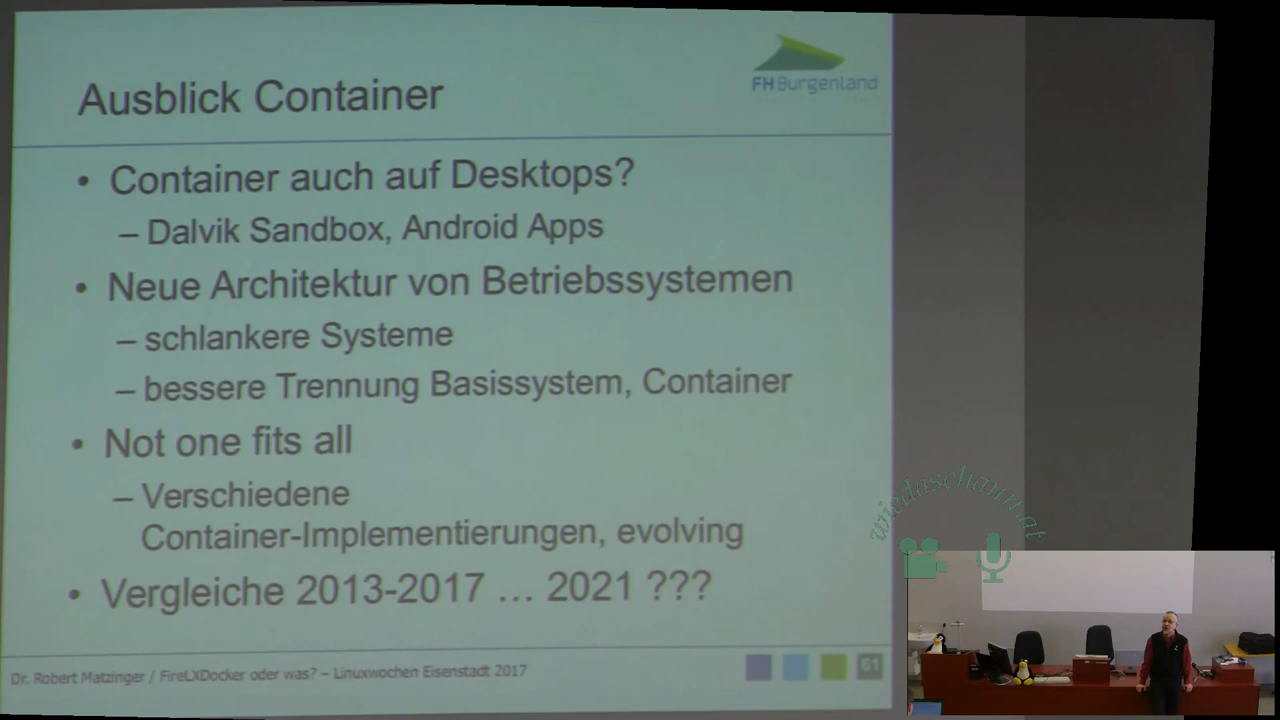 FH Burgenland
Ausblick Container
• Container auch auf Desktops?
– Dalvik Sandbox, Android Apps
• Neue Architektur von Betriebssystemen
– schlankere Systeme
– bessere Trennung Basissystem, Container
• Not one fits all
– Verschiedene
Container-Implementierungen, evolving
• Vergleiche 2013-2017 … 2021 ???
Dr. Robert Matzinger / FireLXDocker oder was? – Linuxwochen Eisenstadt 2017
61
wiedaschaun.at